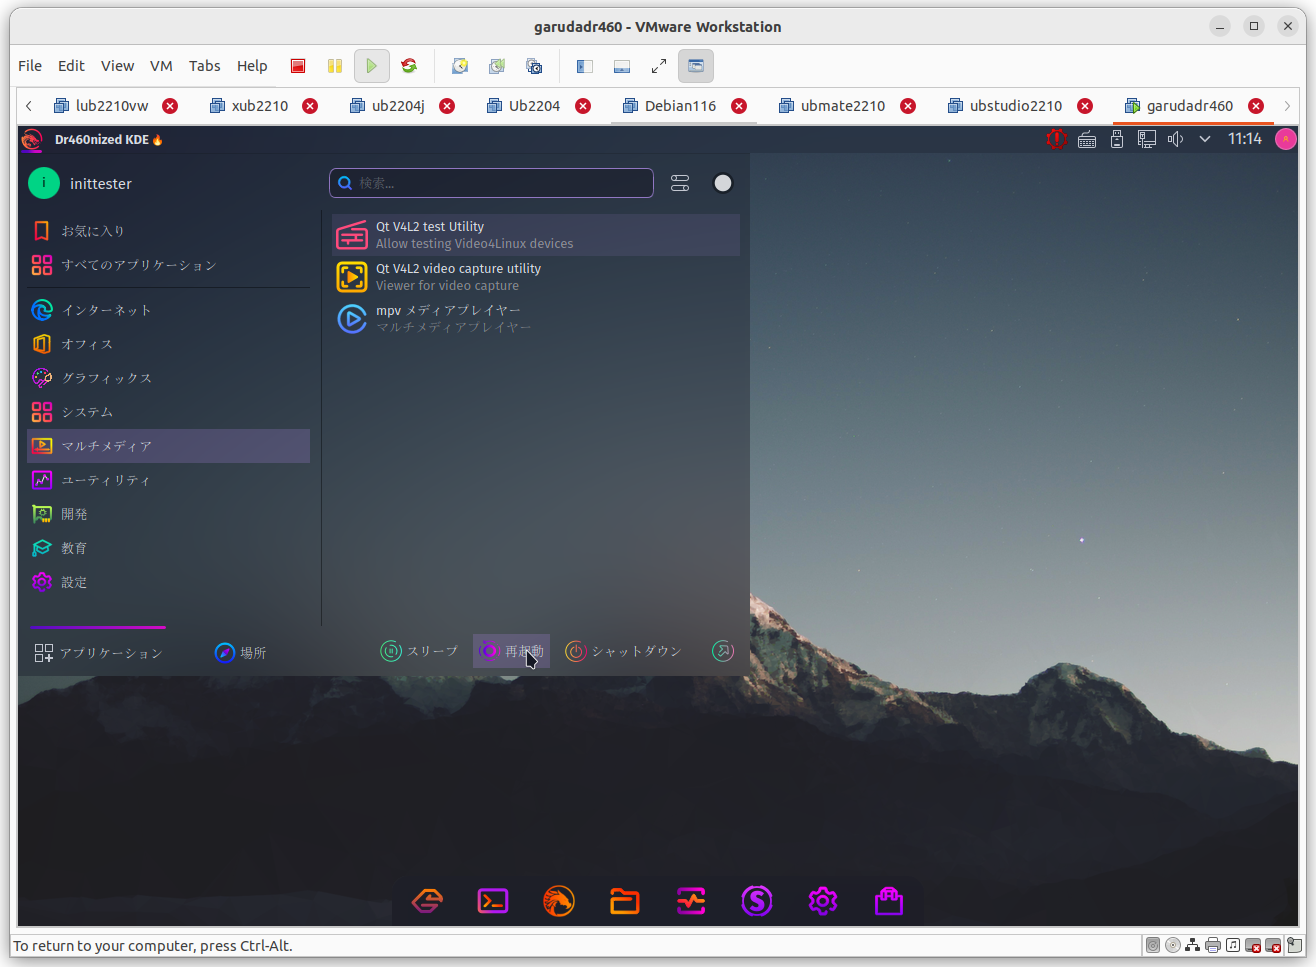 garudadr460 - VMware Workstation
File Edit View VM Tabs Help
lub2210vw xub2210 ub2204j Ub2204 Debian116 ubmate2210 ubstudio2210 garudadr460
Dr460nized KDE🔥 11:14
i inittester 検索...
お気に入り
すべてのアプリケーション
インターネット
オフィス
グラフィックス
システム
マルチメディア
ユーティリティ
開発
教育
設定
Qt V4L2 test Utility
Allow testing Video4Linux devices
Qt V4L2 video capture utility
Viewer for video capture
mpv メディアプレイヤー
マルチメディアプレイヤー
アプリケーション 場所 スリープ 再起動 シャットダウン
To return to your computer, press Ctrl-Alt.